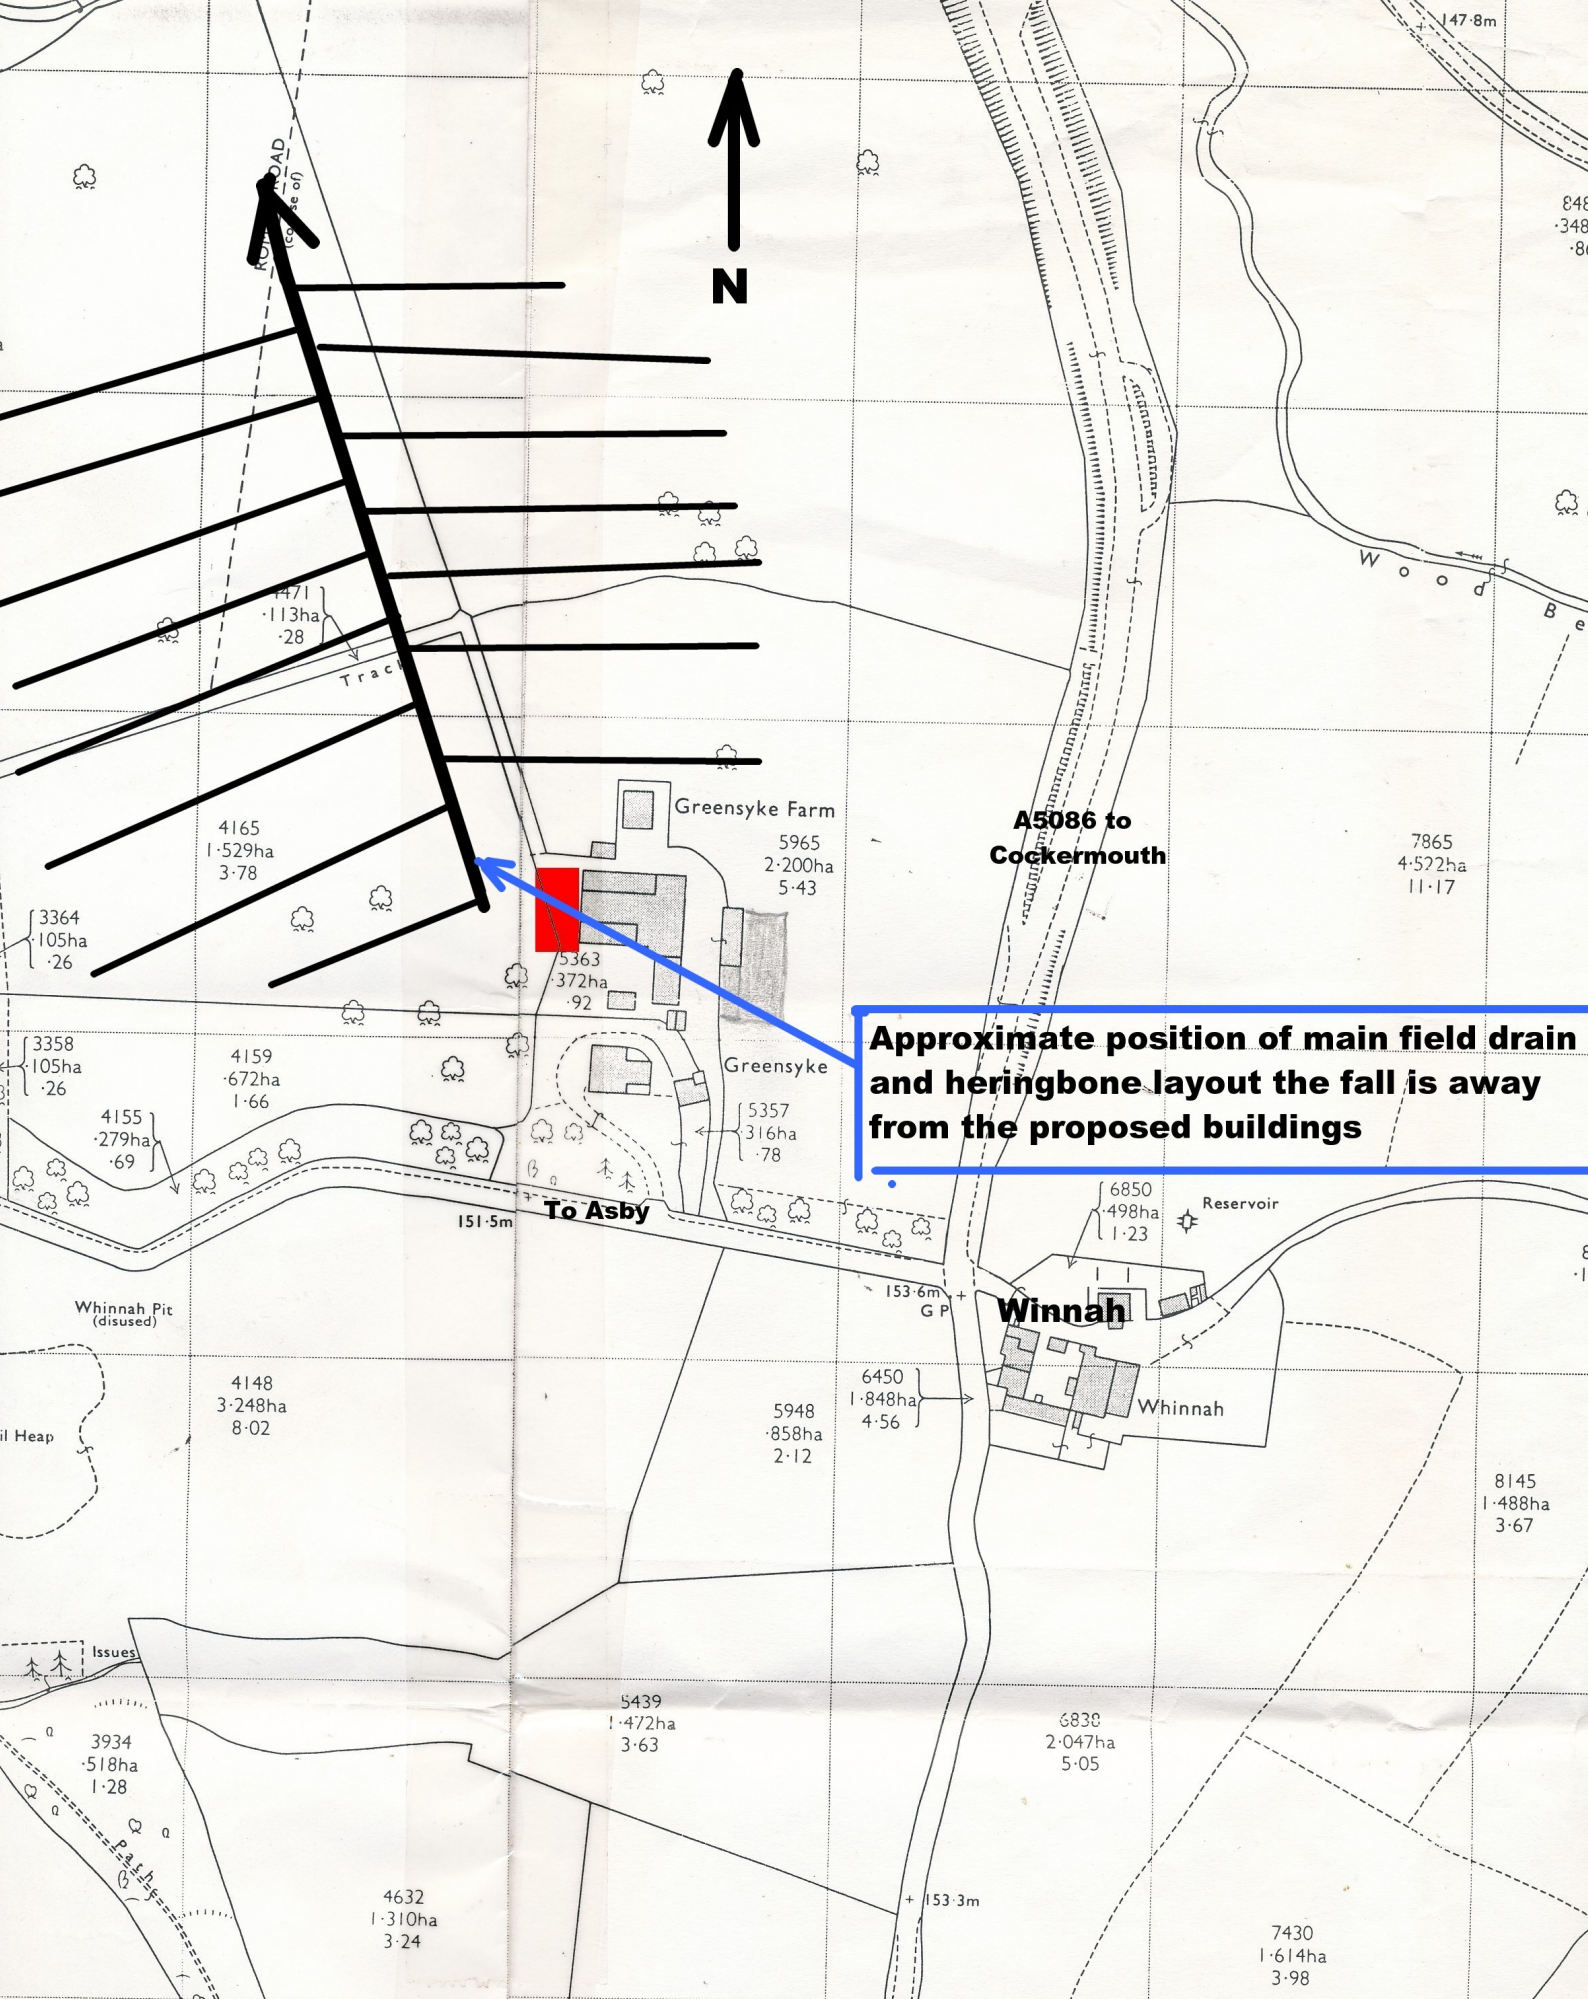 147·8m
N
ROAD
4471
·113ha
·28
Track
W o o d B e
Greensyke Farm
5965
2·200ha
5·43
A5086 to
Cockermouth
7865
4·522ha
11·17
4165
1·529ha
3·78
3364
·105ha
·26
5363
·372ha
·92
Approximate position of main field drain
and heringbone layout the fall is away
from the proposed buildings
3358
·105ha
·26
4159
·672ha
1·66
Greensyke
4155
·279ha
·69
5357
·316ha
·78
To Asby
151·5m
6850
·498ha
1·23
Reservoir
Whinnah Pit
(disused)
153·6m
G P
Winnah
4148
3·248ha
8·02
il Heap
6450
1·848ha
4·56
5948
·858ha
2·12
Whinnah
8145
1·488ha
3·67
Issues
5439
1·472ha
3·63
6838
2·047ha
5·05
3934
·518ha
1·28
Path
4632
1·310ha
3·24
153·3m
7430
1·614ha
3·98